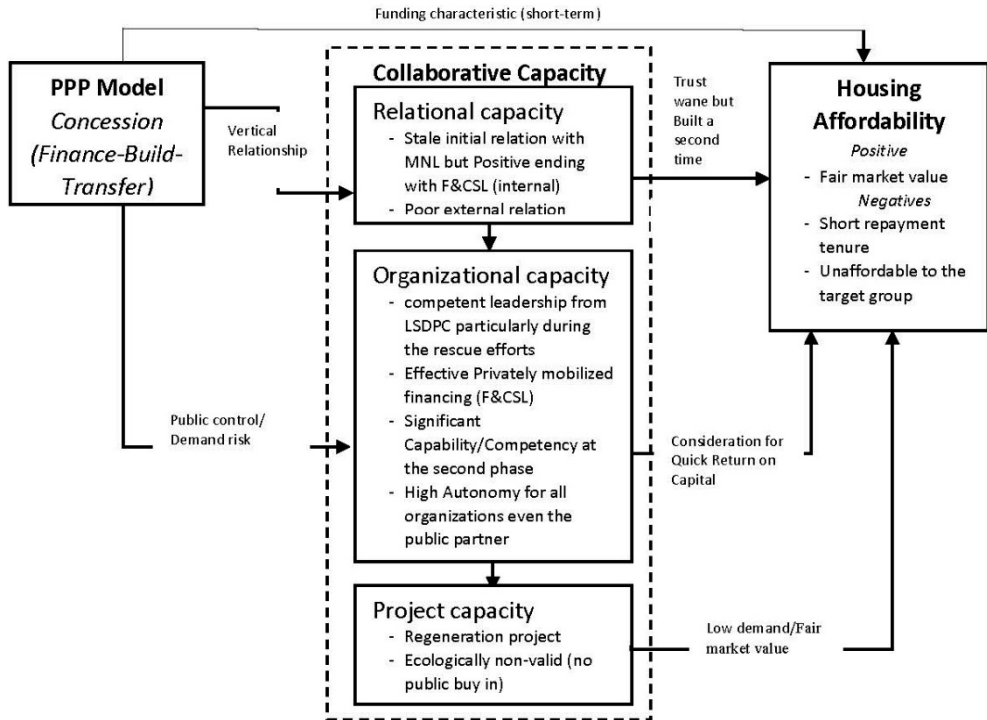 Funding characteristic (short-term)
PPP Model
Concession
(Finance-Build-
Transfer)
Vertical
Relationship
Public control/
Demand risk
Collaborative Capacity
Relational capacity
- Stale initial relation with
MNL but Positive ending
with F&CSL (internal)
- Poor external relation
Organizational capacity
- competent leadership from
LSDPC particularly during
the rescue efforts
- Effective Privately mobilized
financing (F&CSL)
- Significant
Capability/Competency at
the second phase
- High Autonomy for all
organizations even the
public partner
Project capacity
- Regeneration project
- Ecologically non-valid (no
public buy in)
Trust
wane but
Built a
second
time
Consideration for
Quick Return on
Capital
Low demand/Fair
market value
Housing
Affordability
Positive
- Fair market value
Negatives
- Short repayment
tenure
- Unaffordable to the
target group